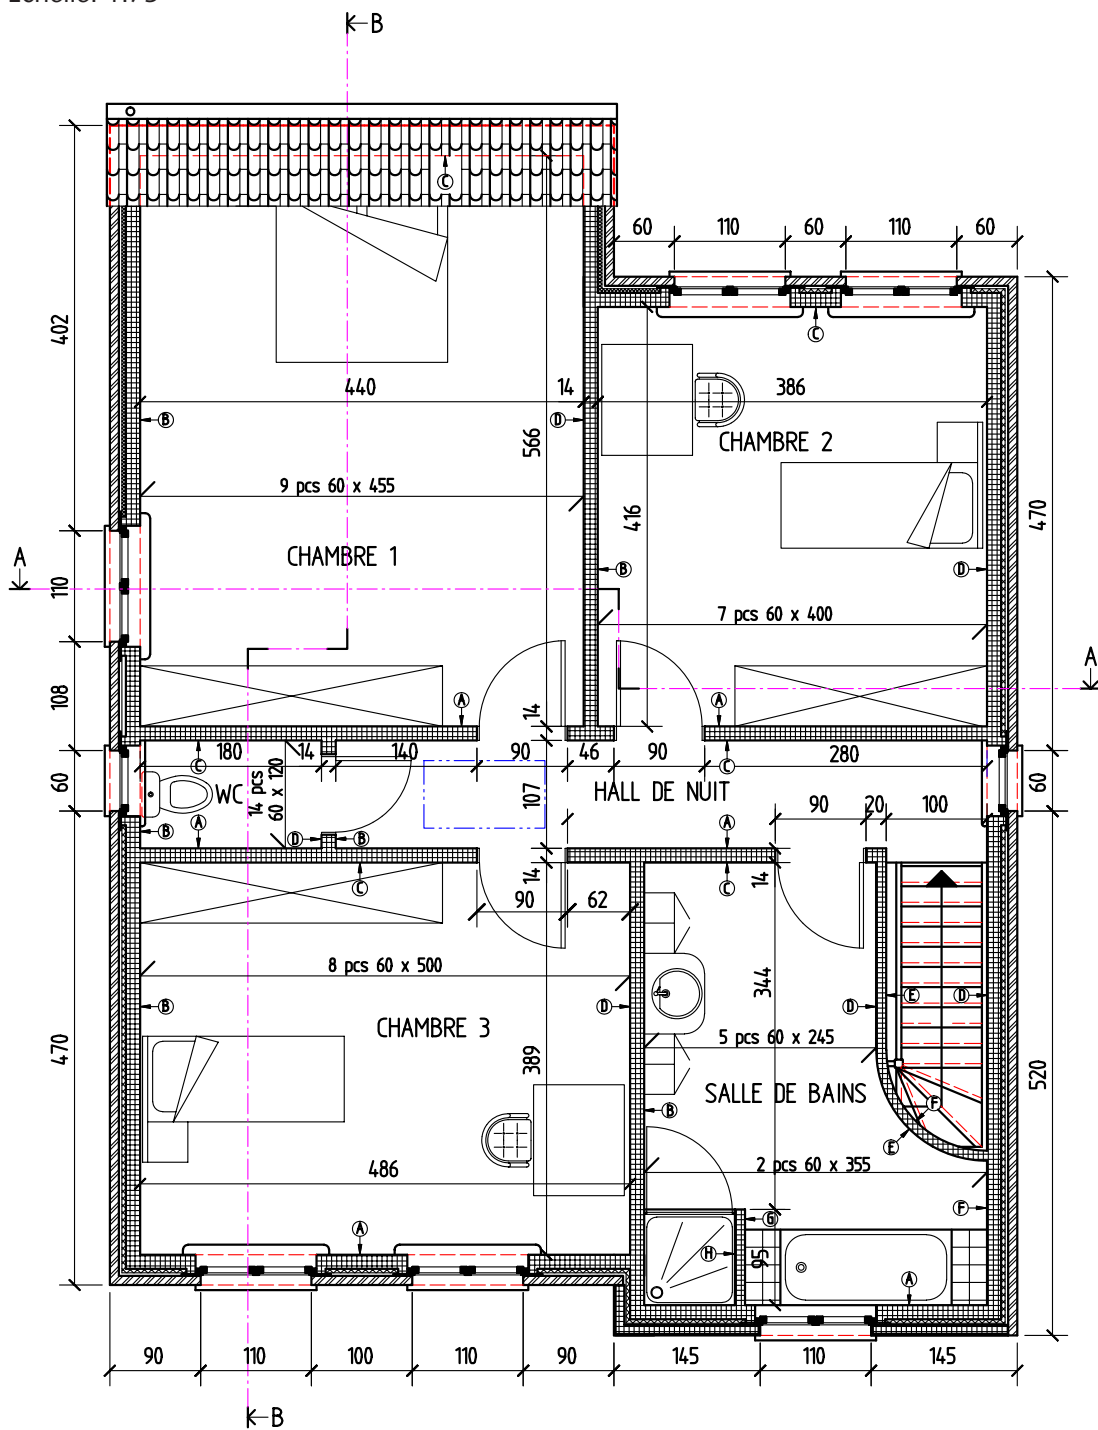 B
60 110 60 110 60
C
402
C
440 14 386
B D
566
CHAMBRE 2
9 pcs 60 x 455
416
470
A
CHAMBRE 1
110
B D
7 pcs 60 x 400
A
108
A 14 A
180 14 140 90 46 90 280
C C
60
WC
14 pcs
60 x 120
107
HALL DE NUIT
60
90 20 100
B A D B A
C 14 C 14
90 62
8 pcs 60 x 500
344
B D D E D
CHAMBRE 3
470
389
5 pcs 60 x 245
520
SALLE DE BAINS
B F
E
486
2 pcs 60 x 355
A G F
H 95
A
90 110 100 110 90 145 110 145
B